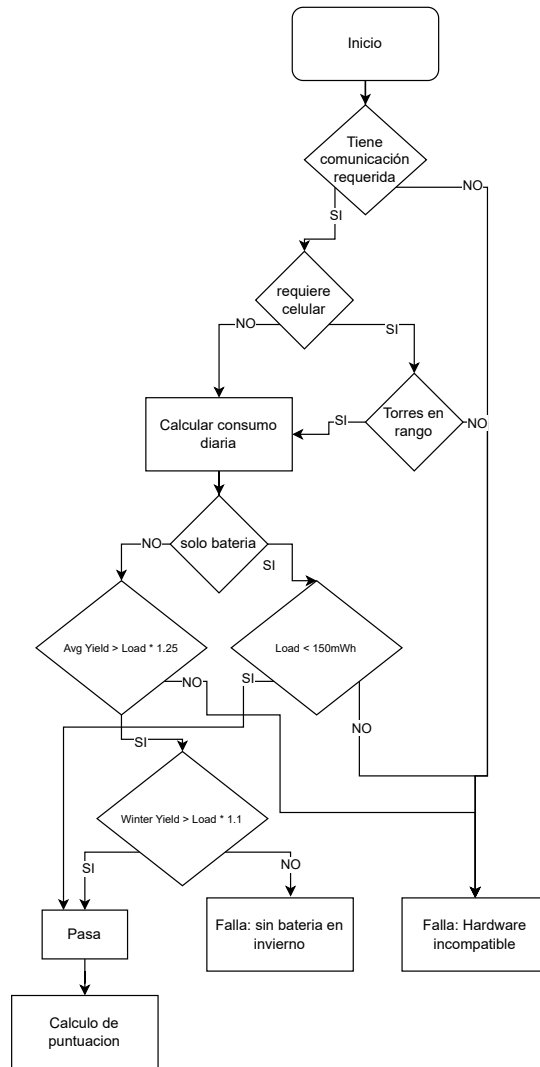 Inicio
Tiene
comunicación
requerida
NO
SI
requiere
celular
NO
SI
Calcular consumo
diaria
SI
Torres en
rango
NO
solo bateria
NO
SI
Avg Yield > Load * 1.25
Load < 150mWh
NO
SI
NO
SI
Winter Yield > Load * 1.1
SI
NO
Pasa
Falla: sin bateria en
invierno
Falla: Hardware
incompatible
Calculo de
puntuacion